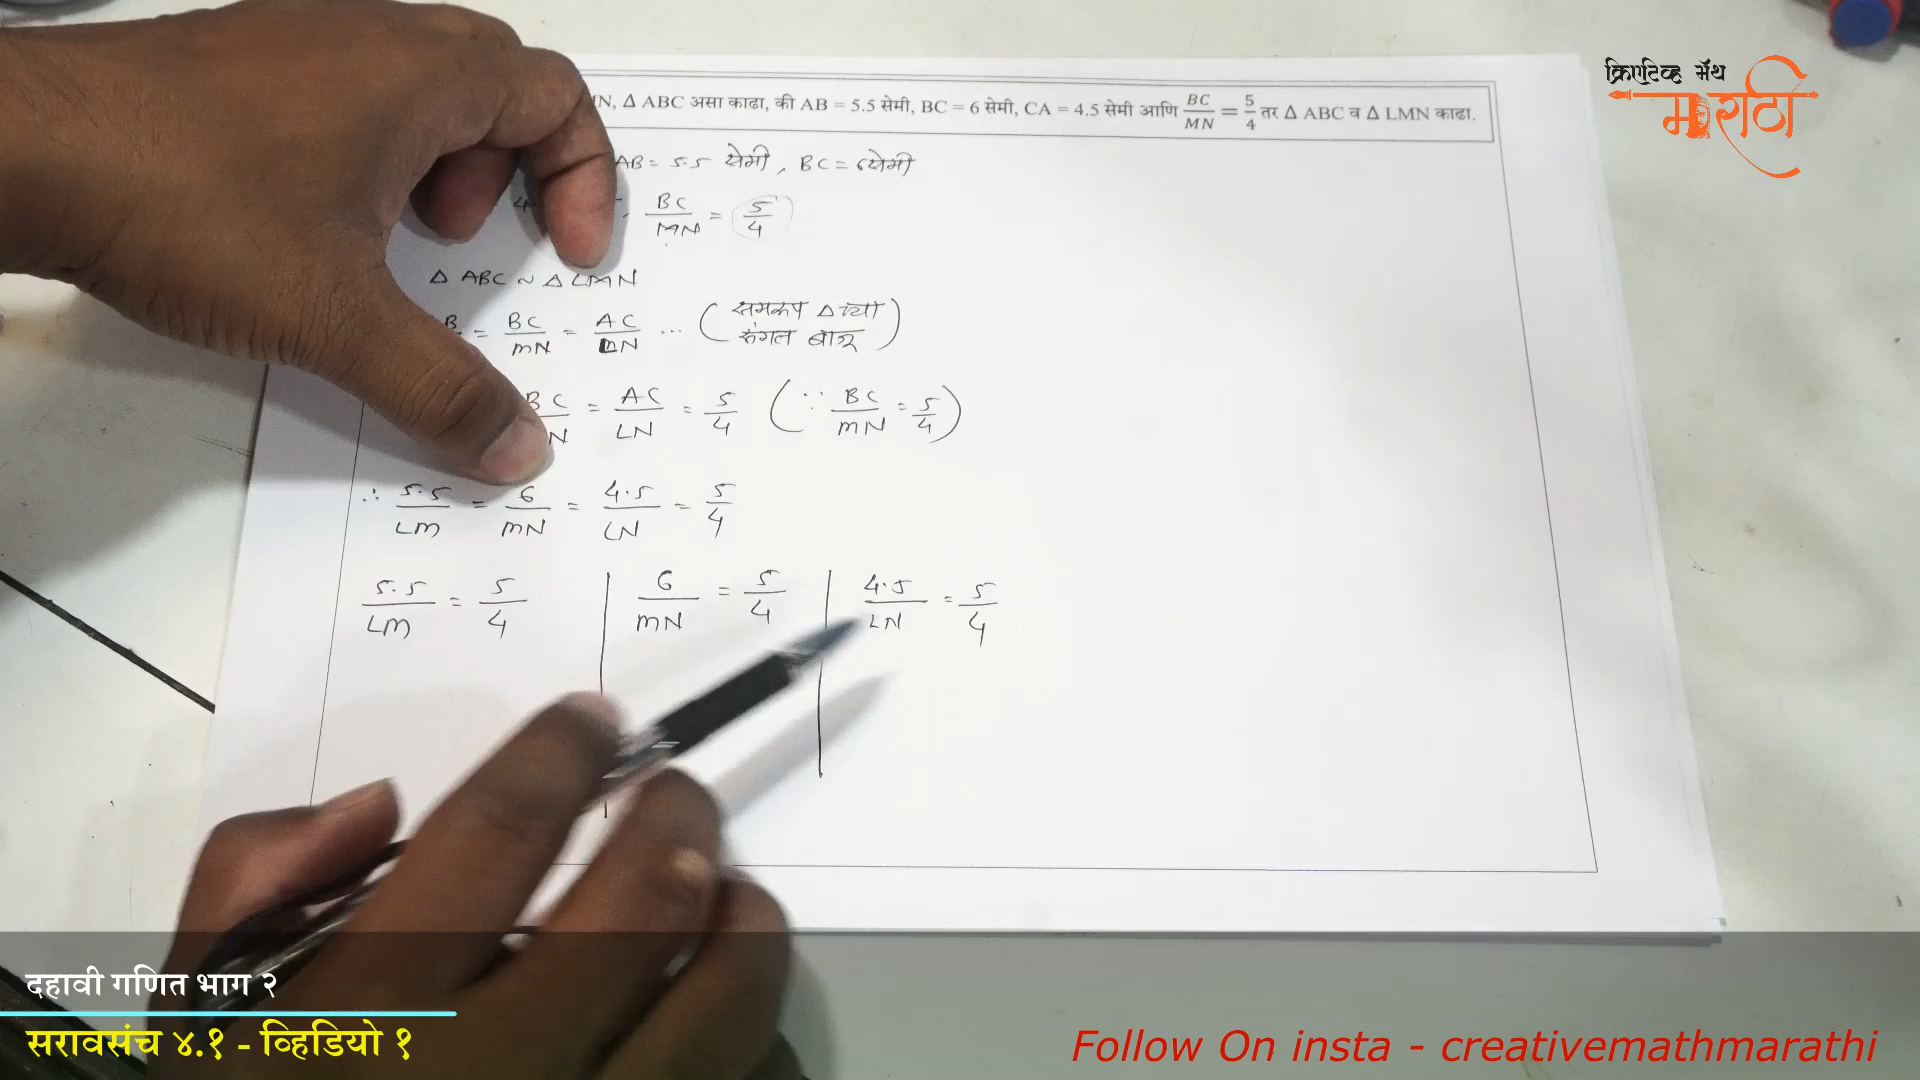 क्रिएटिव्ह मॅथ
मराठी
Δ ABC असा काढा, की AB = 5.5 सेमी, BC = 6 सेमी, CA = 4.5 सेमी आणि BC/MN = 5/4 तर Δ ABC व Δ LMN काढा.
AB = 5.5 सेमी, BC = 6सेमी
BC/MN = 5/4
Δ ABC ~ Δ LMN
= BC/MN = AC/LN ... (समरूप Δ च्या संगत बाजू)
= AC/LN = 5/4 (∵ BC/MN = 5/4)
∴ 5.5/LM = 6/MN = 4.5/LN = 5/4
5.5/LM = 5/4 | 6/MN = 5/4 | 4.5/LN = 5/4
दहावी गणित भाग २
सरावसंच ४.१ - व्हिडियो १
Follow On insta - creativemathmarathi